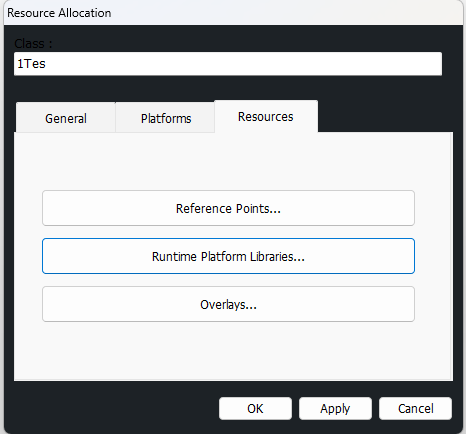 Resource Allocation
Class :
1Tes
General Platforms Resources
Reference Points...
Runtime Platform Libraries...
Overlays...
OK Apply Cancel